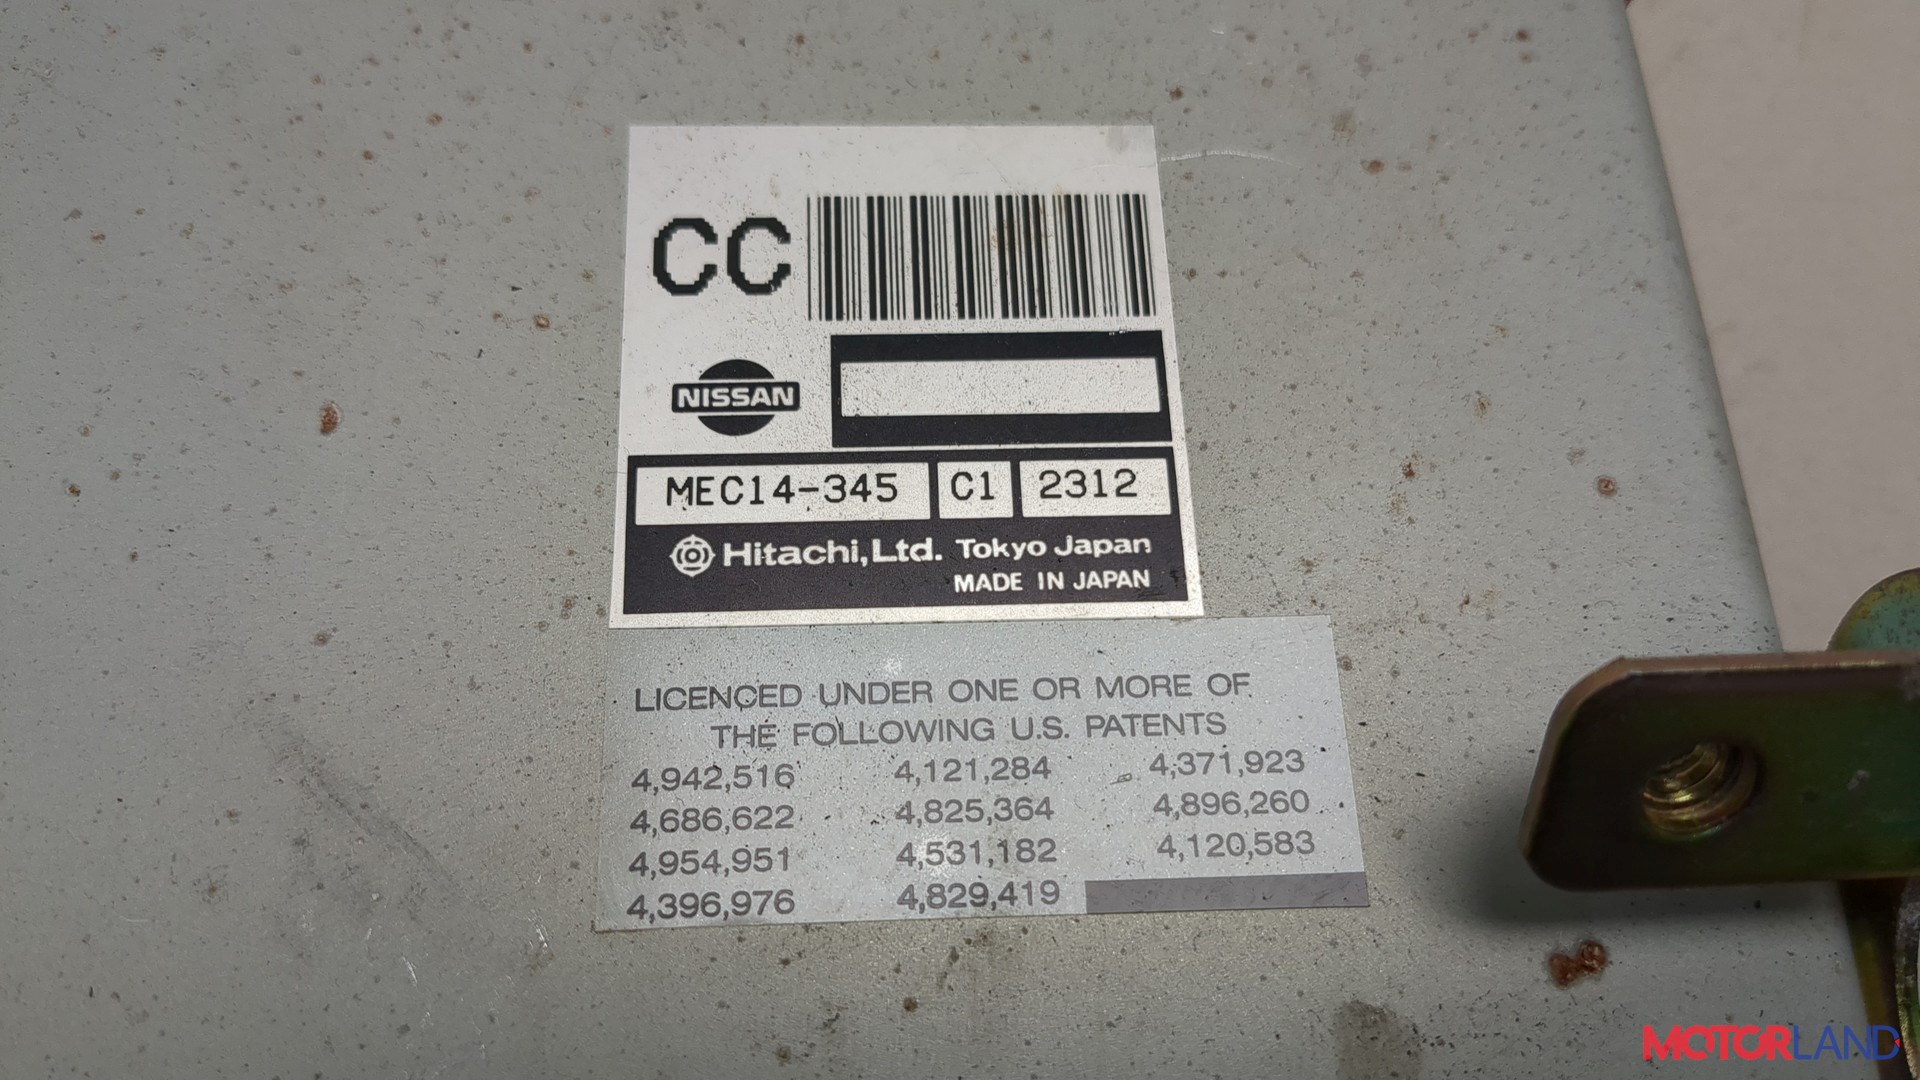 CC
NISSAN
MEC14-345 C1 2312
Hitachi, Ltd. Tokyo Japan
MADE IN JAPAN
LICENCED UNDER ONE OR MORE OF
THE FOLLOWING U.S. PATENTS
4,942,516 4,121,284 4,371,923
4,686,622 4,825,364 4,896,260
4,954,951 4,531,182 4,120,583
4,396,976 4,829,419
MOTORLAND